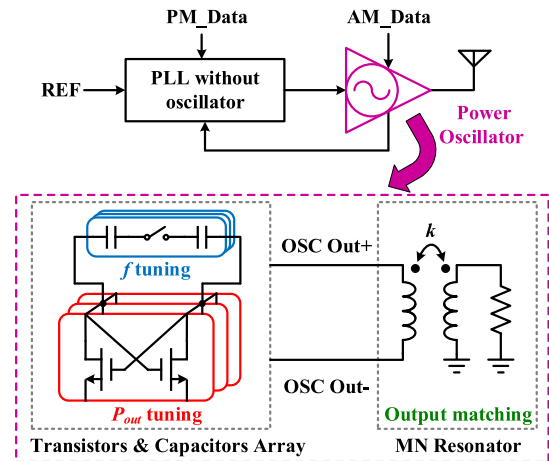 PM_Data
AM_Data
REF
PLL without
oscillator
Power
Oscillator
f tuning
OSC Out+
k
Pout tuning
OSC Out-
Output matching
Transistors & Capacitors Array
MN Resonator